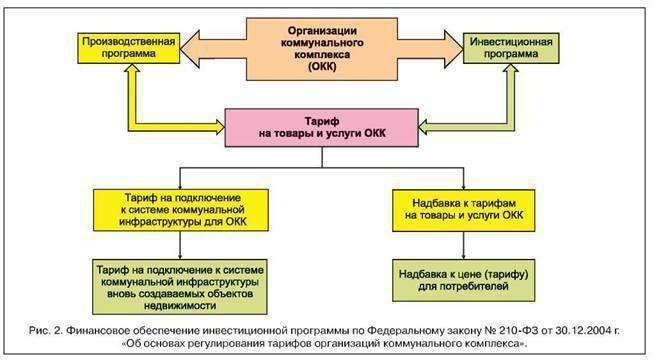 Производственная
программа
Организации
коммунального
комплекса
(ОКК)
Инвестиционная
программа
Тариф
на товары и услуги ОКК
Тариф на подключение
к системе коммунальной
инфраструктуры для ОКК
Надбавка к тарифам
на товары и услуги ОКК
Тариф на подключение к системе
коммунальной инфраструктуры
вновь создаваемых объектов
недвижимости
Надбавка к цене (тарифу)
для потребителей
Рис. 2. Финансовое обеспечение инвестиционной программы по Федеральному закону № 210-ФЗ от 30.12.2004 г.
«Об основах регулирования тарифов организаций коммунального комплекса».